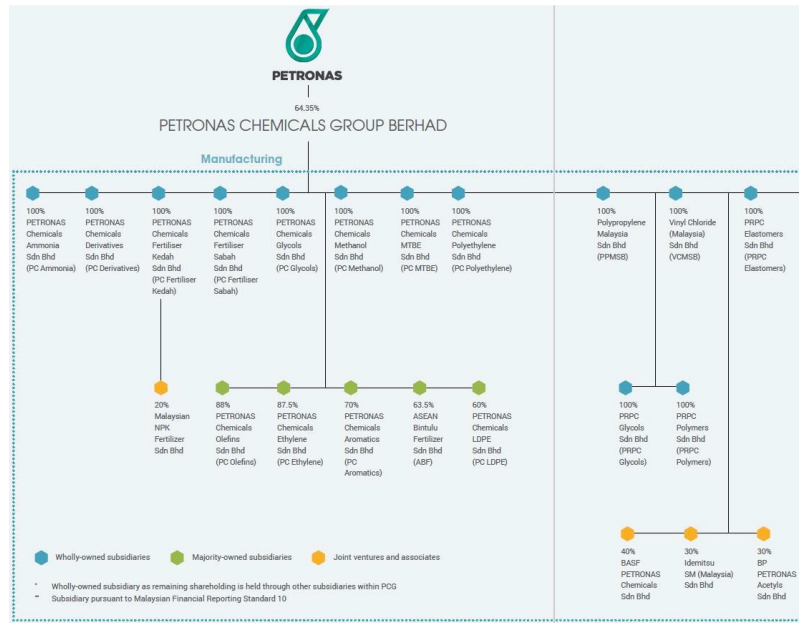 PETRONAS
64.35%
PETRONAS CHEMICALS GROUP BERHAD
Manufacturing
100%
PETRONAS
Chemicals
Ammonia
Sdn Bhd
(PC Ammonia)
100%
PETRONAS
Chemicals
Derivatives
Sdn Bhd
(PC Derivatives)
100%
PETRONAS
Chemicals
Fertiliser
Kedah
Sdn Bhd
(PC Fertiliser
Kedah)
100%
PETRONAS
Chemicals
Fertiliser
Sabah
Sdn Bhd
(PC Fertiliser
Sabah)
100%
PETRONAS
Chemicals
Glycols
Sdn Bhd
(PC Glycols)
100%
PETRONAS
Chemicals
Methanol
Sdn Bhd
(PC Methanol)
100%
PETRONAS
Chemicals
MTBE
Sdn Bhd
(PC MTBE)
100%
PETRONAS
Chemicals
Polyethylene
Sdn Bhd
(PC Polyethylene)
100%
Polypropylene
Malaysia
Sdn Bhd
(PPMSB)
100%
Vinyl Chloride
(Malaysia)
Sdn Bhd
(VCMSB)
100%
PRPC
Elastomers
Sdn Bhd
(PRPC
Elastomers)
20%
Malaysian
NPK
Fertilizer
Sdn Bhd
88%
PETRONAS
Chemicals
Olefins
Sdn Bhd
(PC Olefins)
87.5%
PETRONAS
Chemicals
Ethylene
Sdn Bhd
(PC Ethylene)
70%
PETRONAS
Chemicals
Aromatics
Sdn Bhd
(PC
Aromatics)
63.5%
ASEAN
Bintulu
Fertilizer
Sdn Bhd
(ABF)
60%
PETRONAS
Chemicals
LDPE
Sdn Bhd
(PC LDPE)
100%
PRPC
Glycols
Sdn Bhd
(PRPC
Glycols)
100%
PRPC
Polymers
Sdn Bhd
(PRPC
Polymers)
40%
BASF
PETRONAS
Chemicals
Sdn Bhd
30%
Idemitsu
SM (Malaysia)
Sdn Bhd
30%
BP
PETRONAS
Acetyls
Sdn Bhd
Wholly-owned subsidiaries
Majority-owned subsidiaries
Joint ventures and associates
* Wholly-owned subsidiary as remaining shareholding is held through other subsidiaries within PCG
** Subsidiary pursuant to Malaysian Financial Reporting Standard 10